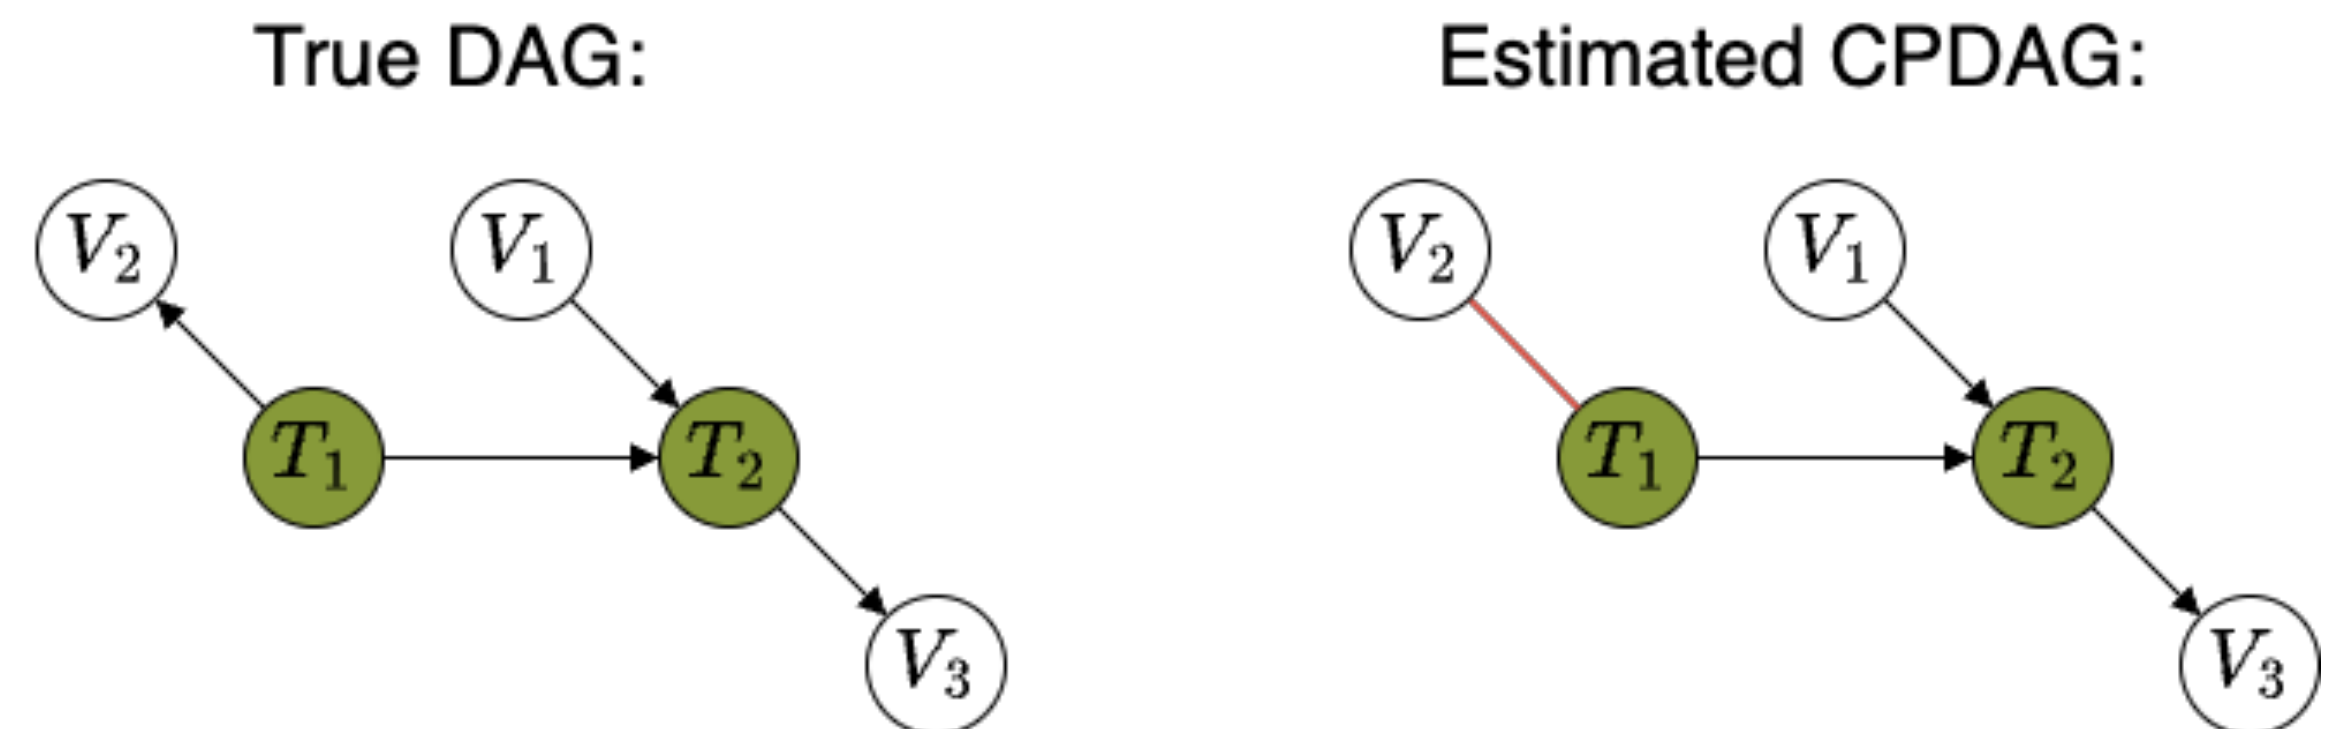 True DAG: Estimated CPDAG:
V₂ V₁ V₂ V₁
T₁ T₂ T₁ T₂
V₃ V₃